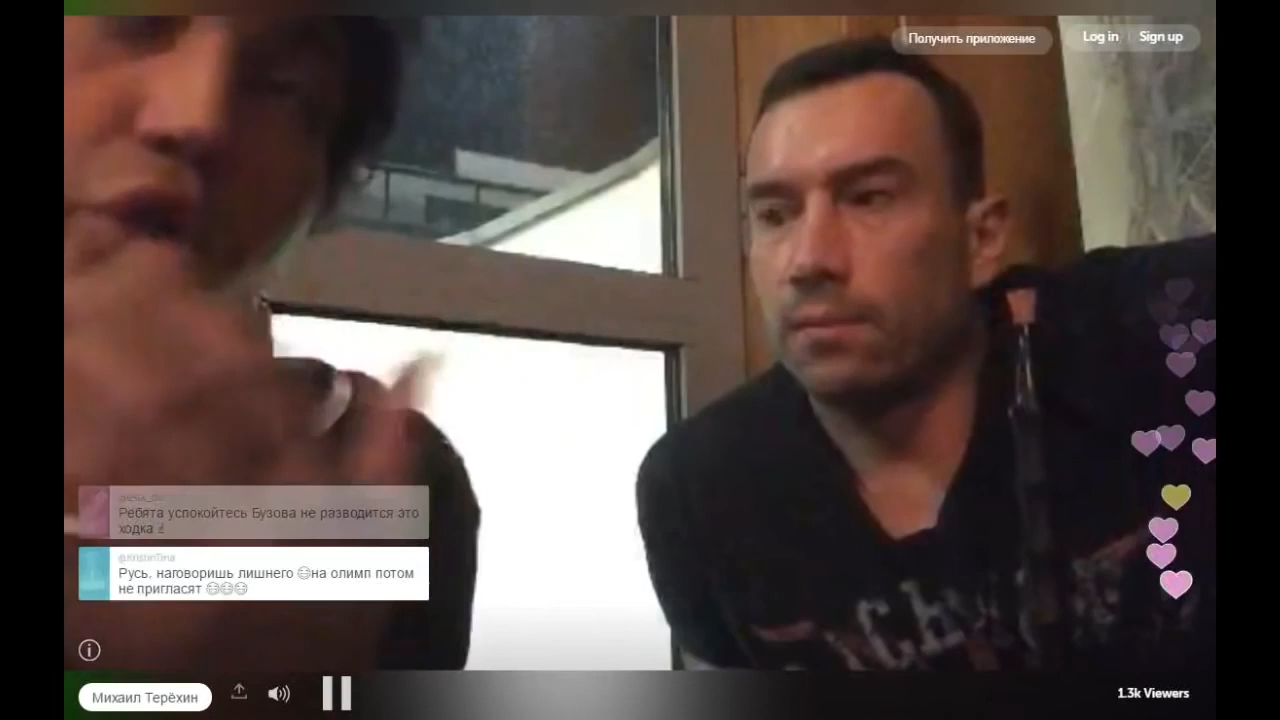 Получить приложение
Log in
Sign up
Ребята успокойтесь Бузова не разводится это
ходка
@KristinTina
Русь, наговоришь лишнего 😂на олимп потом
не пригласят 😂😂😂
Михаил Терёхин
1.3k Viewers